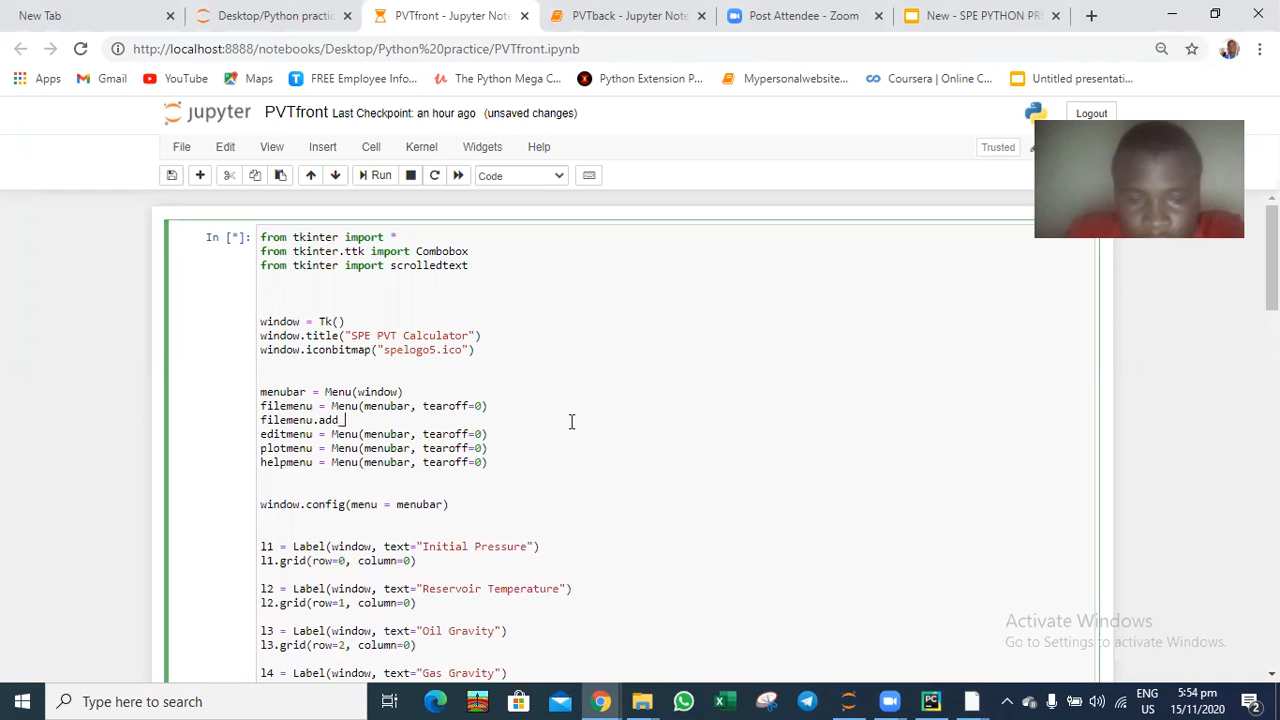 New Tab
Desktop/Python practic
PVTfront - Jupyter Note
PVTback - Jupyter Note
Post Attendee - Zoom
New - SPE PYTHON PR
http://localhost:8888/notebooks/Desktop/Python%20practice/PVTfront.ipynb
Apps
Gmail
YouTube
Maps
FREE Employee Info...
The Python Mega C...
Python Extension P...
Mypersonalwebsite...
Coursera | Online C...
Untitled presentati...
jupyter PVTfront Last Checkpoint: an hour ago (unsaved changes)
Logout
File Edit View Insert Cell Kernel Widgets Help
Trusted
Run
Code
In [*]:
from tkinter import *
from tkinter.ttk import Combobox
from tkinter import scrolledtext
window = Tk()
window.title("SPE PVT Calculator")
window.iconbitmap("spelogo5.ico")
menubar = Menu(window)
filemenu = Menu(menubar, tearoff=0)
filemenu.add_
editmenu = Menu(menubar, tearoff=0)
plotmenu = Menu(menubar, tearoff=0)
helpmenu = Menu(menubar, tearoff=0)
window.config(menu = menubar)
l1 = Label(window, text="Initial Pressure")
l1.grid(row=0, column=0)
l2 = Label(window, text="Reservoir Temperature")
l2.grid(row=1, column=0)
l3 = Label(window, text="Oil Gravity")
l3.grid(row=2, column=0)
l4 = Label(window, text="Gas Gravity")
Activate Windows
Go to Settings to activate Windows.
Type here to search
ENG
5:54 pm
15/11/2020
2